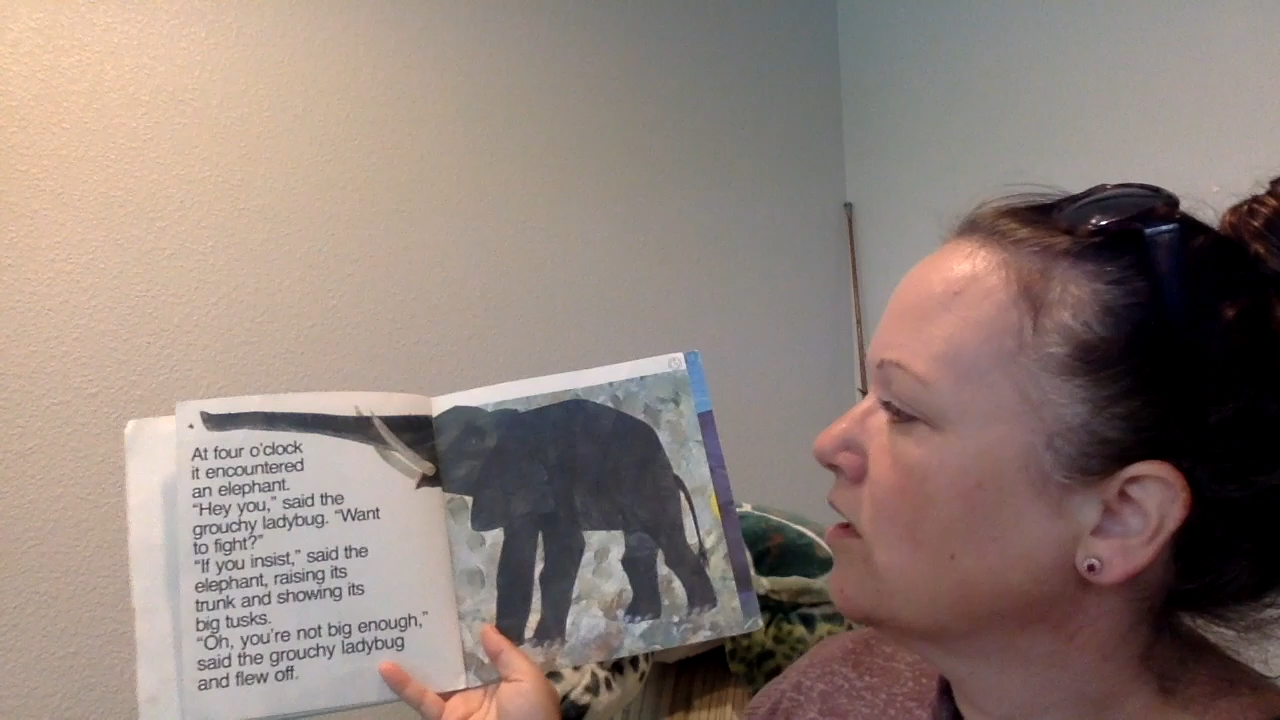 At four o'clock
it encountered
an elephant.
"Hey you," said the
grouchy ladybug. "Want
to fight?"
"If you insist," said the
elephant, raising its
trunk and showing its
big tusks.
"Oh, you're not big enough,"
said the grouchy ladybug
and flew off.